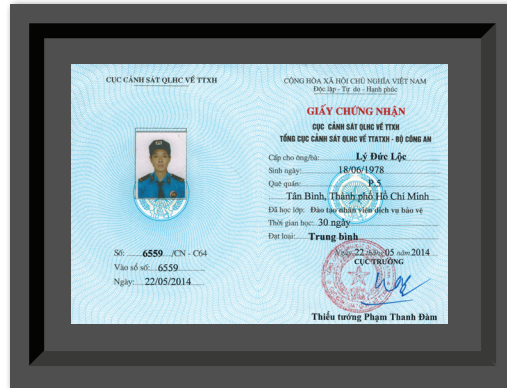 CỤC CẢNH SÁT QLHC VỀ TTXH
Số: 6559 /CN - C64
Vào sổ số: 6559
Ngày: 22/05/2014
CỘNG HÒA XÃ HỘI CHỦ NGHĨA VIỆT NAM
Độc lập - Tự do - Hạnh phúc
GIẤY CHỨNG NHẬN
CỤC CẢNH SÁT QLHC VỀ TTXH
TỔNG CỤC CẢNH SÁT QLHC VỀ TTATXH - BỘ CÔNG AN
Cấp cho ông/bà: Lý Đức Lộc
Sinh ngày: 18/06/1978
Quê quán: P.5
Tân Bình, Thành phố Hồ Chí Minh
Đã học lớp: Đào tạo nhân viên dịch vụ bảo vệ
Thời gian học: 30 ngày
Đạt loại: Trung bình
Ngày 22 tháng 05 năm 2014
CỤC TRƯỞNG
Thiếu tướng Phạm Thanh Đàm